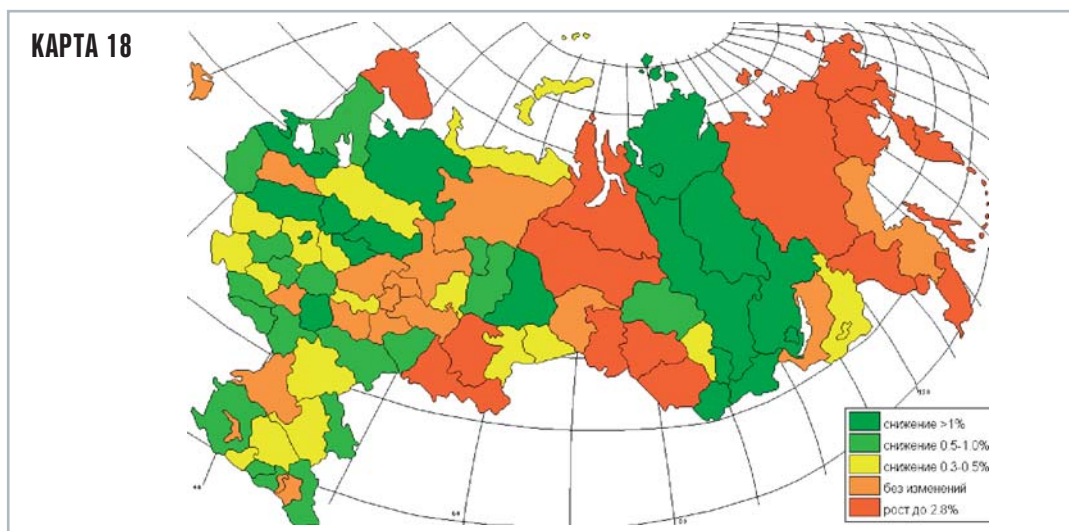 КАРТА 18
снижение >1%
снижение 0.5-1.0%
снижение 0.3-0.5%
без изменений
рост до 2.8%